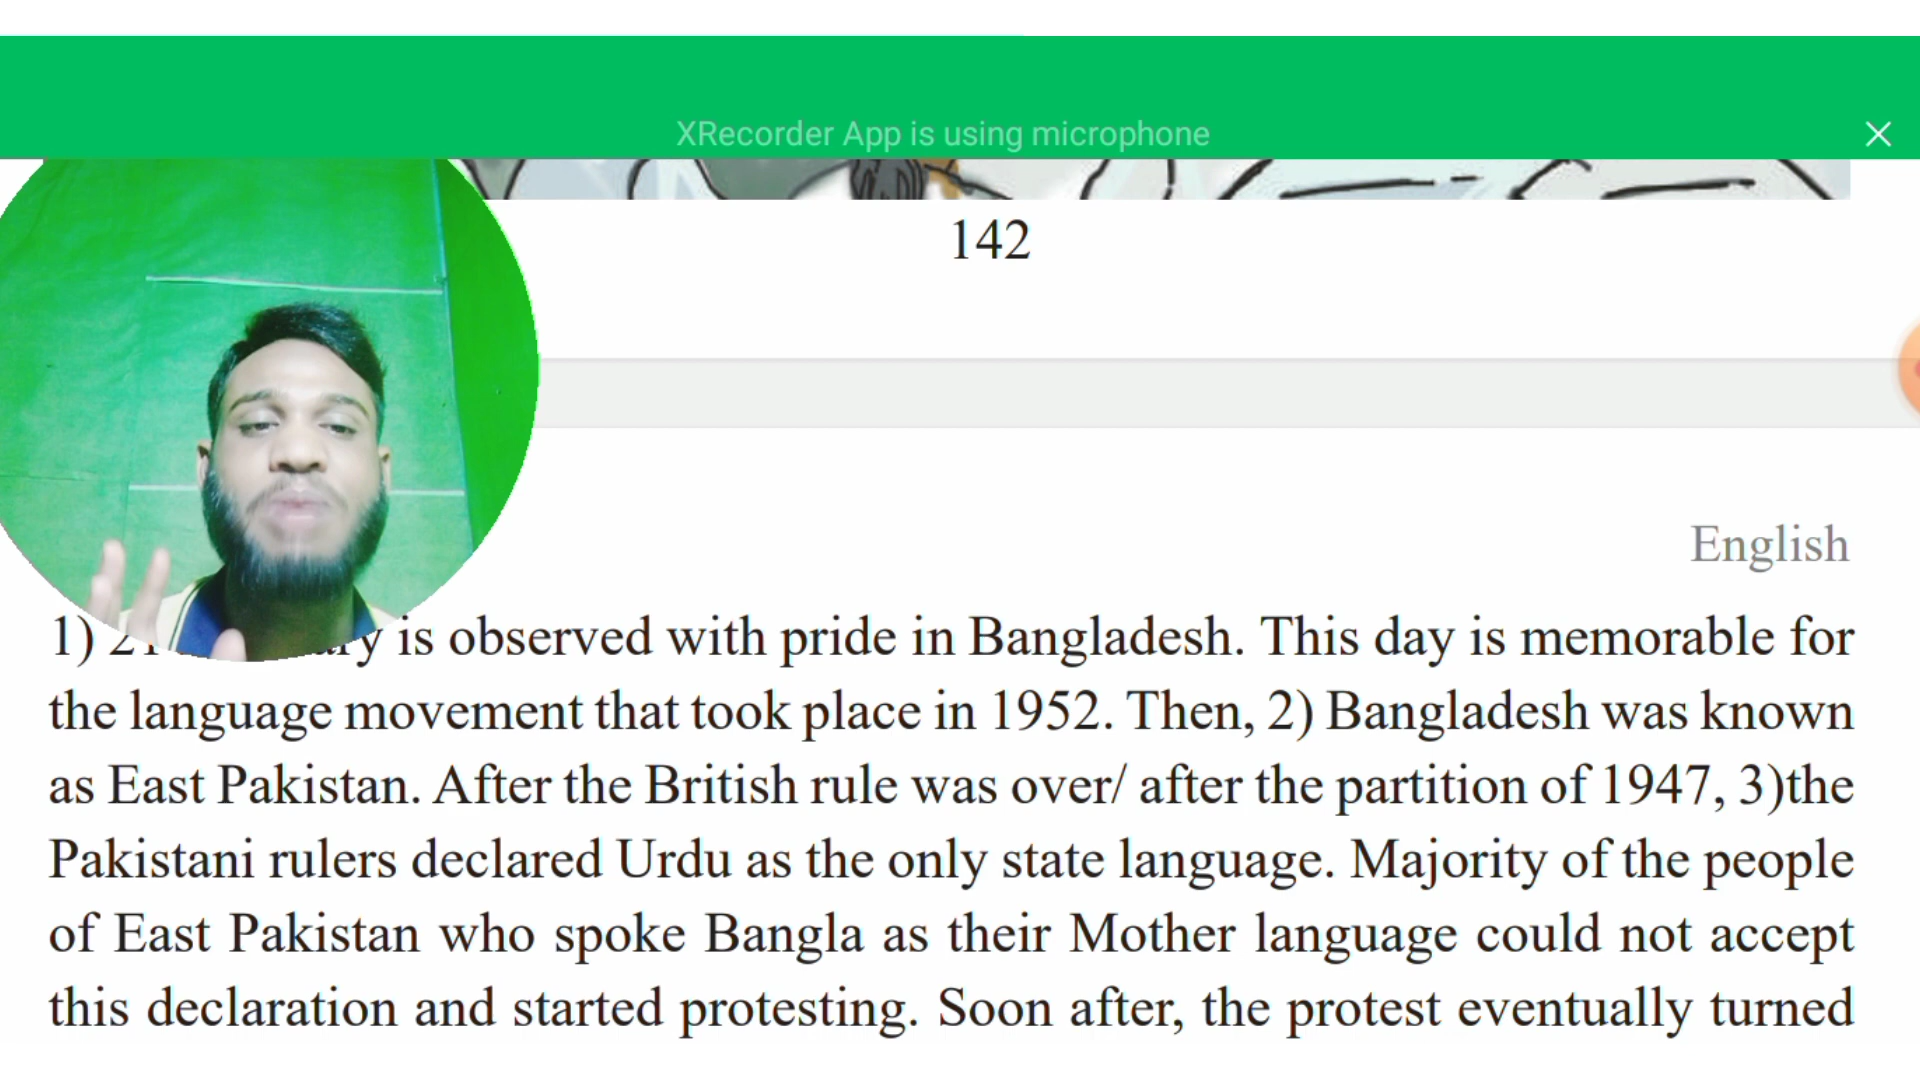 XRecorder App is using microphone
142
English
1) is observed with pride in Bangladesh. This day is memorable for
the language movement that took place in 1952. Then, 2) Bangladesh was known
as East Pakistan. After the British rule was over/ after the partition of 1947, 3)the
Pakistani rulers declared Urdu as the only state language. Majority of the people
of East Pakistan who spoke Bangla as their Mother language could not accept
this declaration and started protesting. Soon after, the protest eventually turned